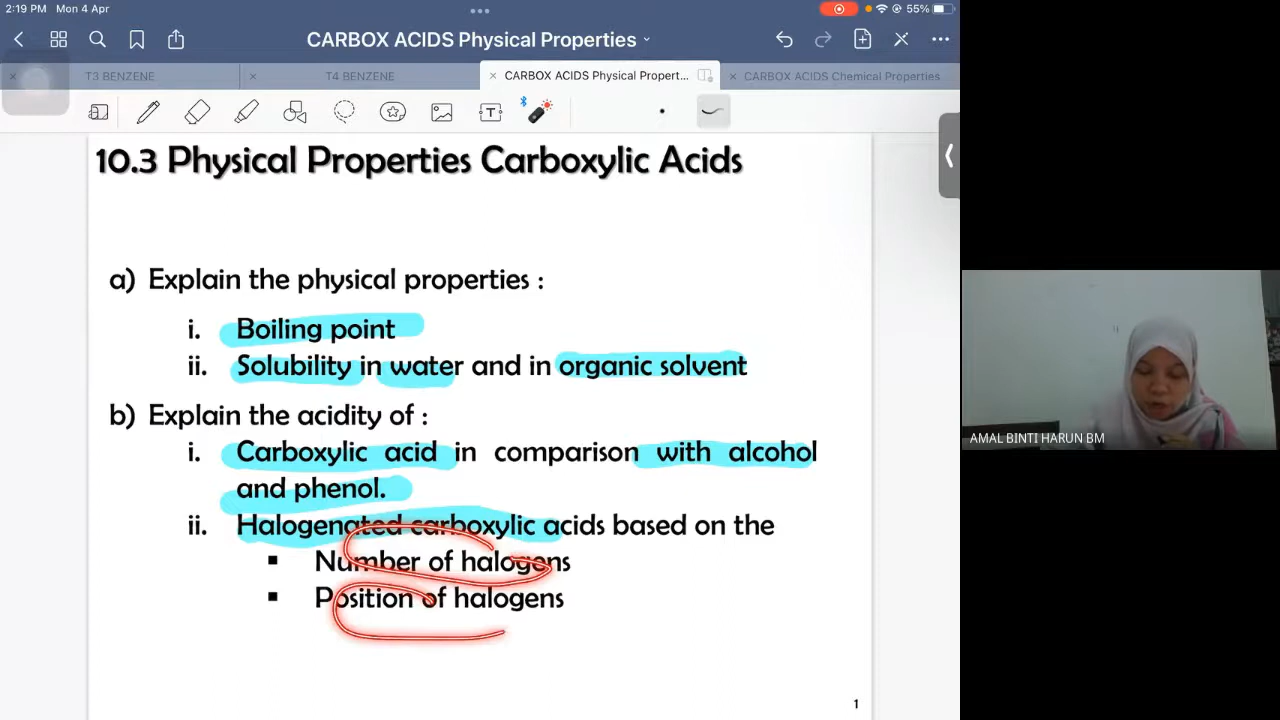 2:19 PM Mon 4 Apr
55%
CARBOX ACIDS Physical Properties
T3 BENZENE
T4 BENZENE
CARBOX ACIDS Physical Propert...
CARBOX ACIDS Chemical Properties
T
10.3 Physical Properties Carboxylic Acids
a) Explain the physical properties :
i. Boiling point
ii. Solubility in water and in organic solvent
b) Explain the acidity of :
i. Carboxylic acid in comparison with alcohol
and phenol.
ii. Halogenated carboxylic acids based on the
▪ Number of halogens
▪ Position of halogens
1
AMAL BINTI HARUN BM